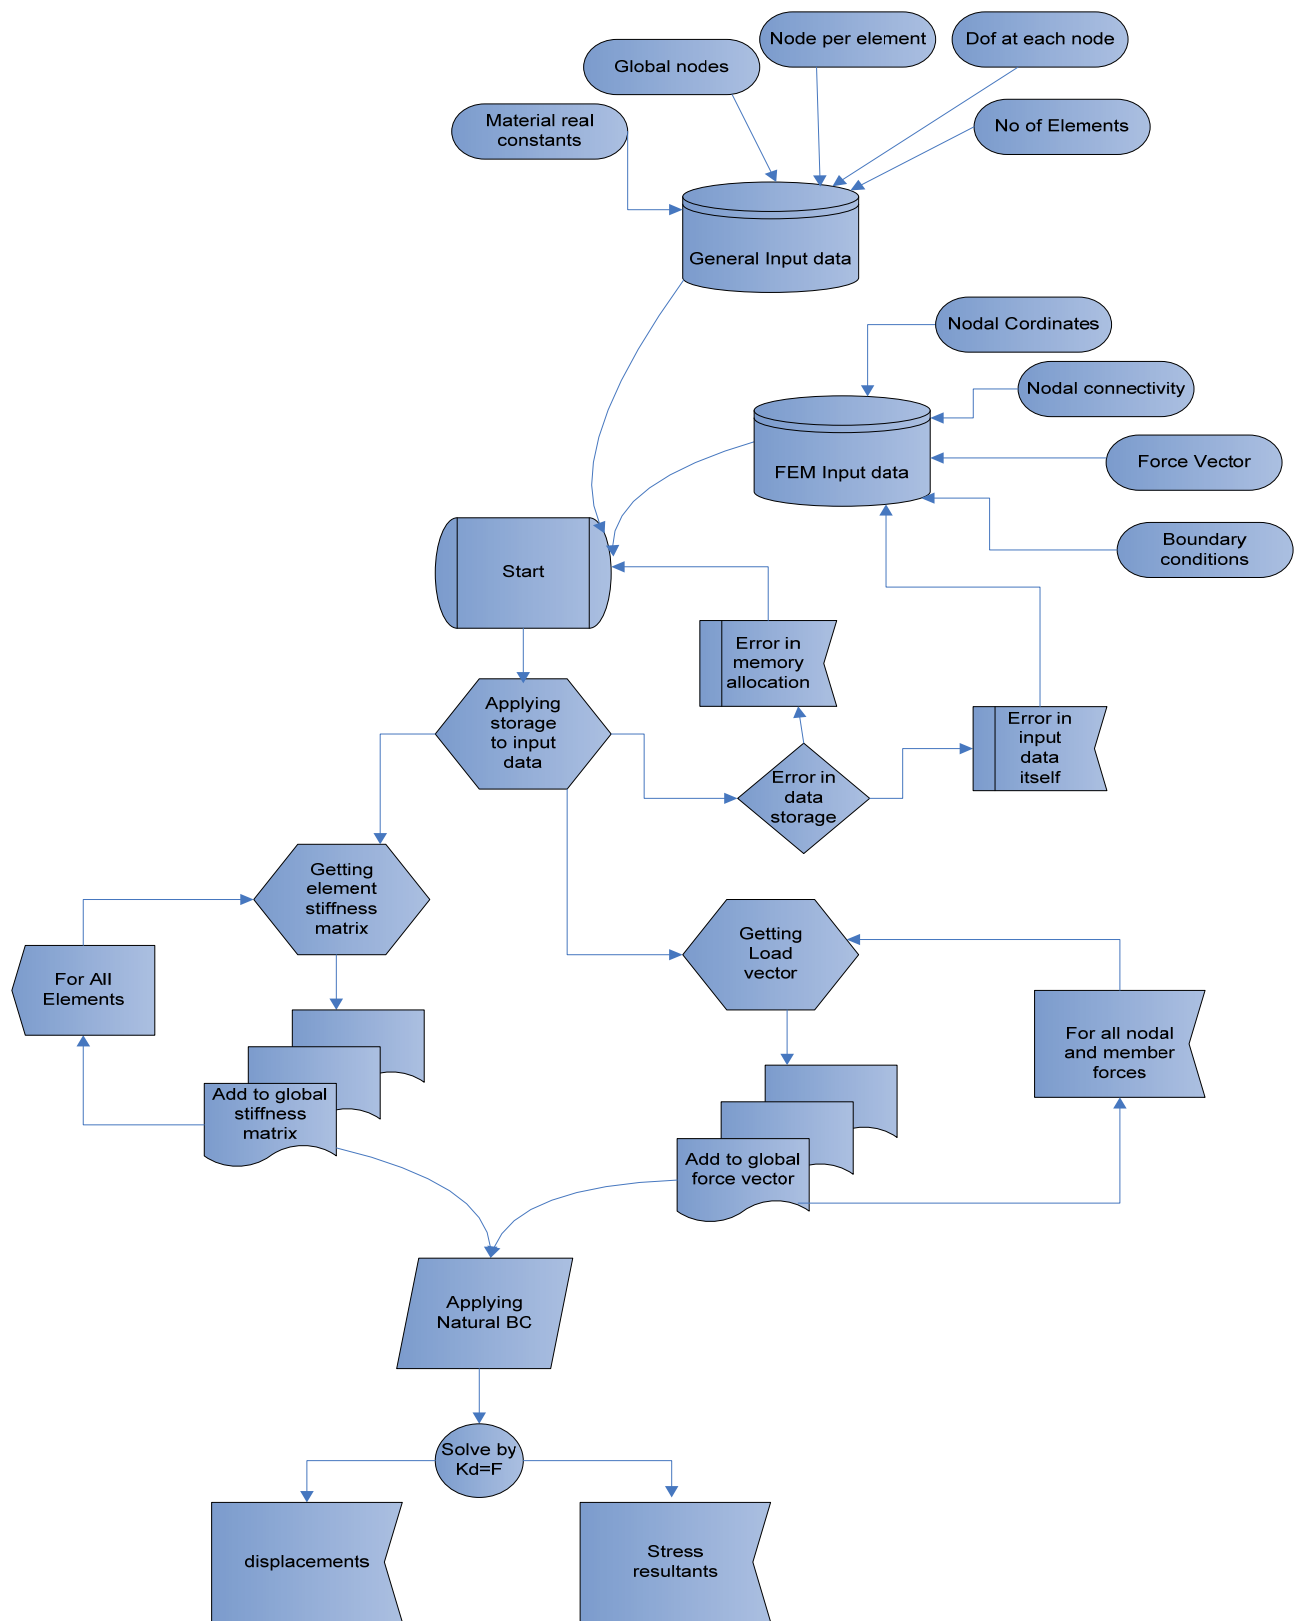 Node per element
Dof at each node
Global nodes
Material real
constants
No of Elements
General Input data
Nodal Cordinates
Nodal connectivity
FEM Input data
Force Vector
Boundary
conditions
Start
Error in
memory
allocation
Applying
storage
to input
data
Error in
input
data
itself
Error in
data
storage
Getting
element
stiffness
matrix
Getting
Load
vector
For All
Elements
For all nodal
and member
forces
Add to global
stiffness
matrix
Add to global
force vector
Applying
Natural BC
Solve by
Kd=F
displacements
Stress
resultants